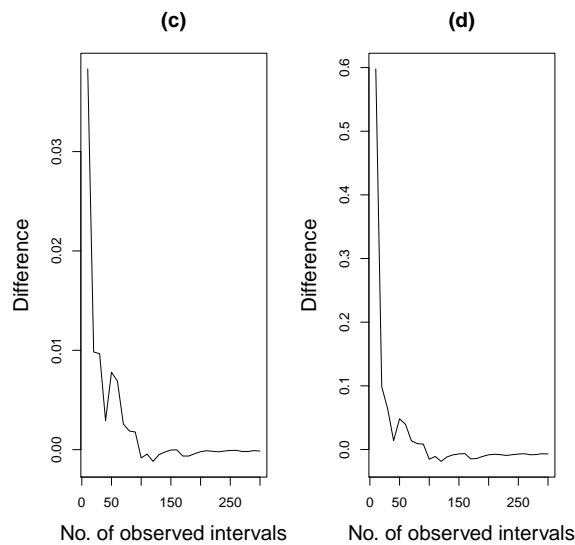 (c)
Difference
0.00 0.01 0.02 0.03
0 50 150 250
No. of observed intervals
(d)
Difference
0.0 0.1 0.2 0.3 0.4 0.5 0.6
0 50 150 250
No. of observed intervals